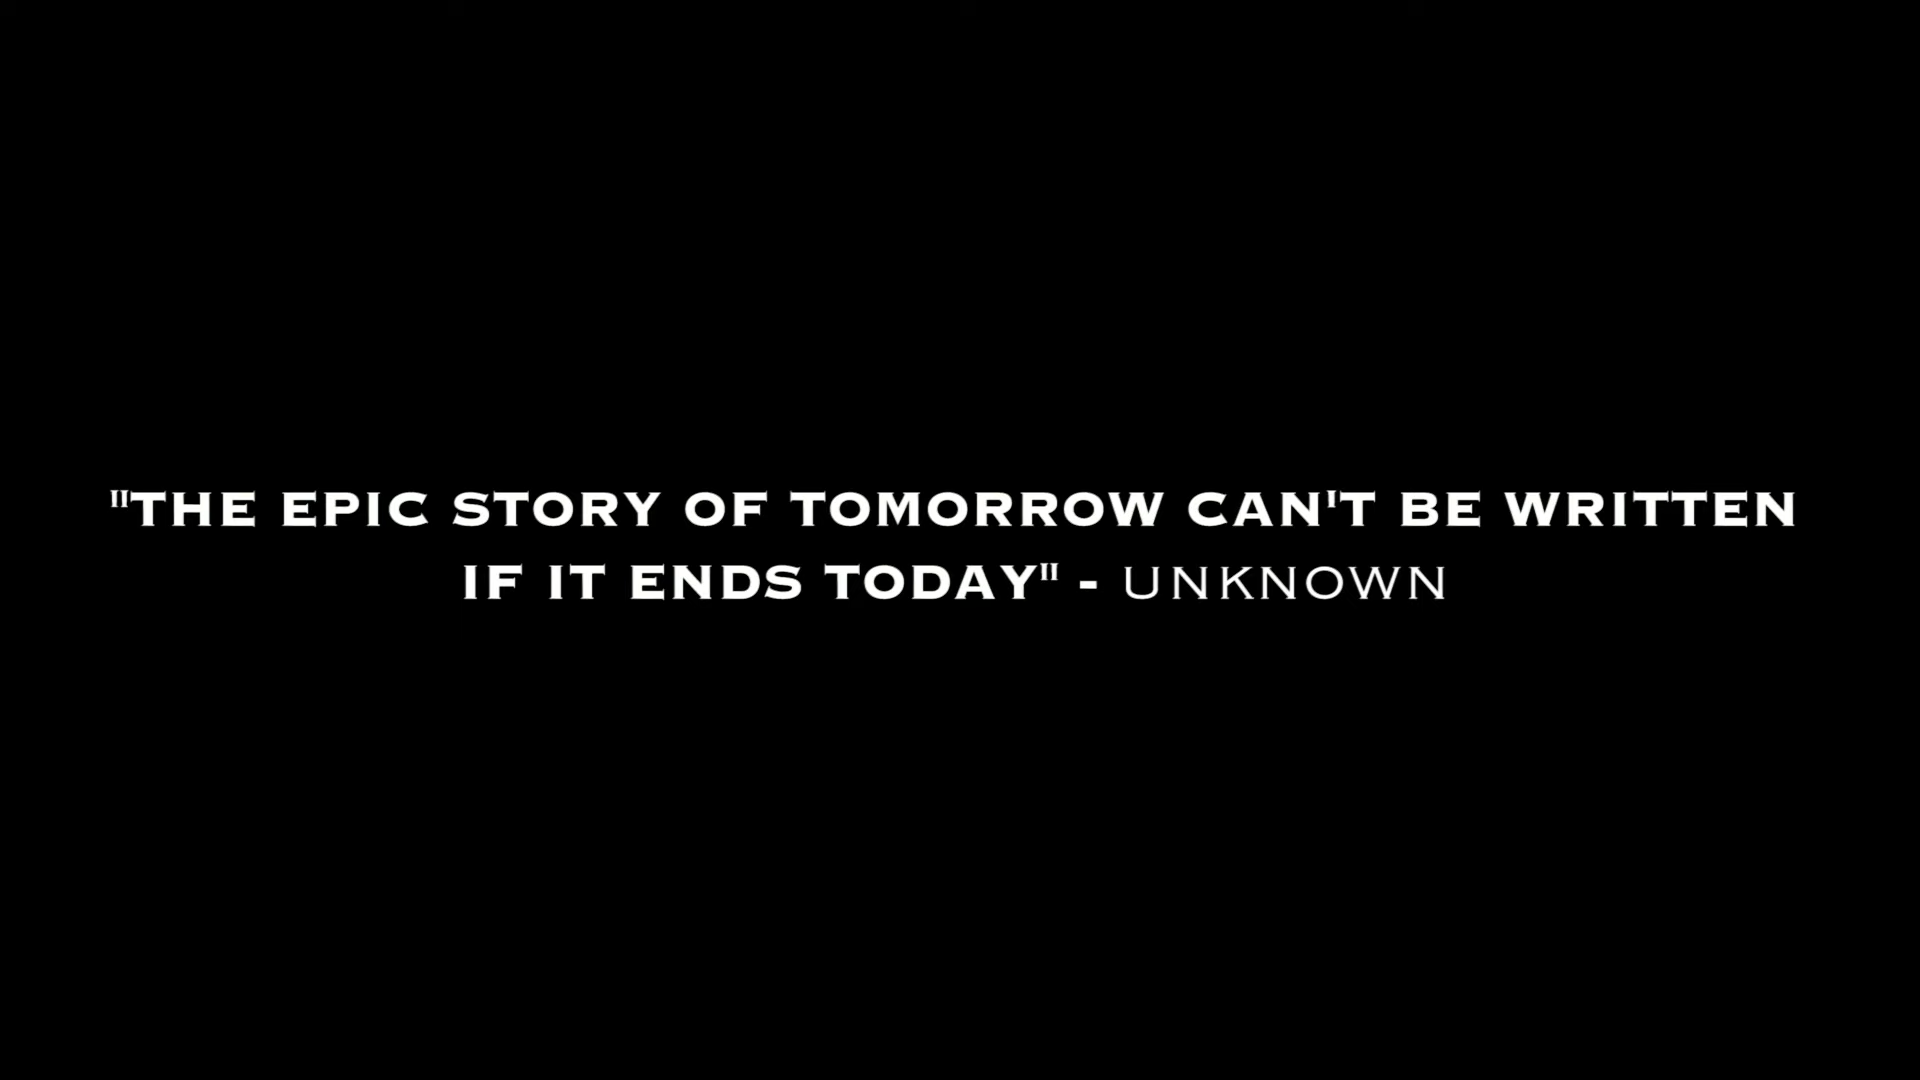 "THE EPIC STORY OF TOMORROW CAN'T BE WRITTEN
IF IT ENDS TODAY" - UNKNOWN